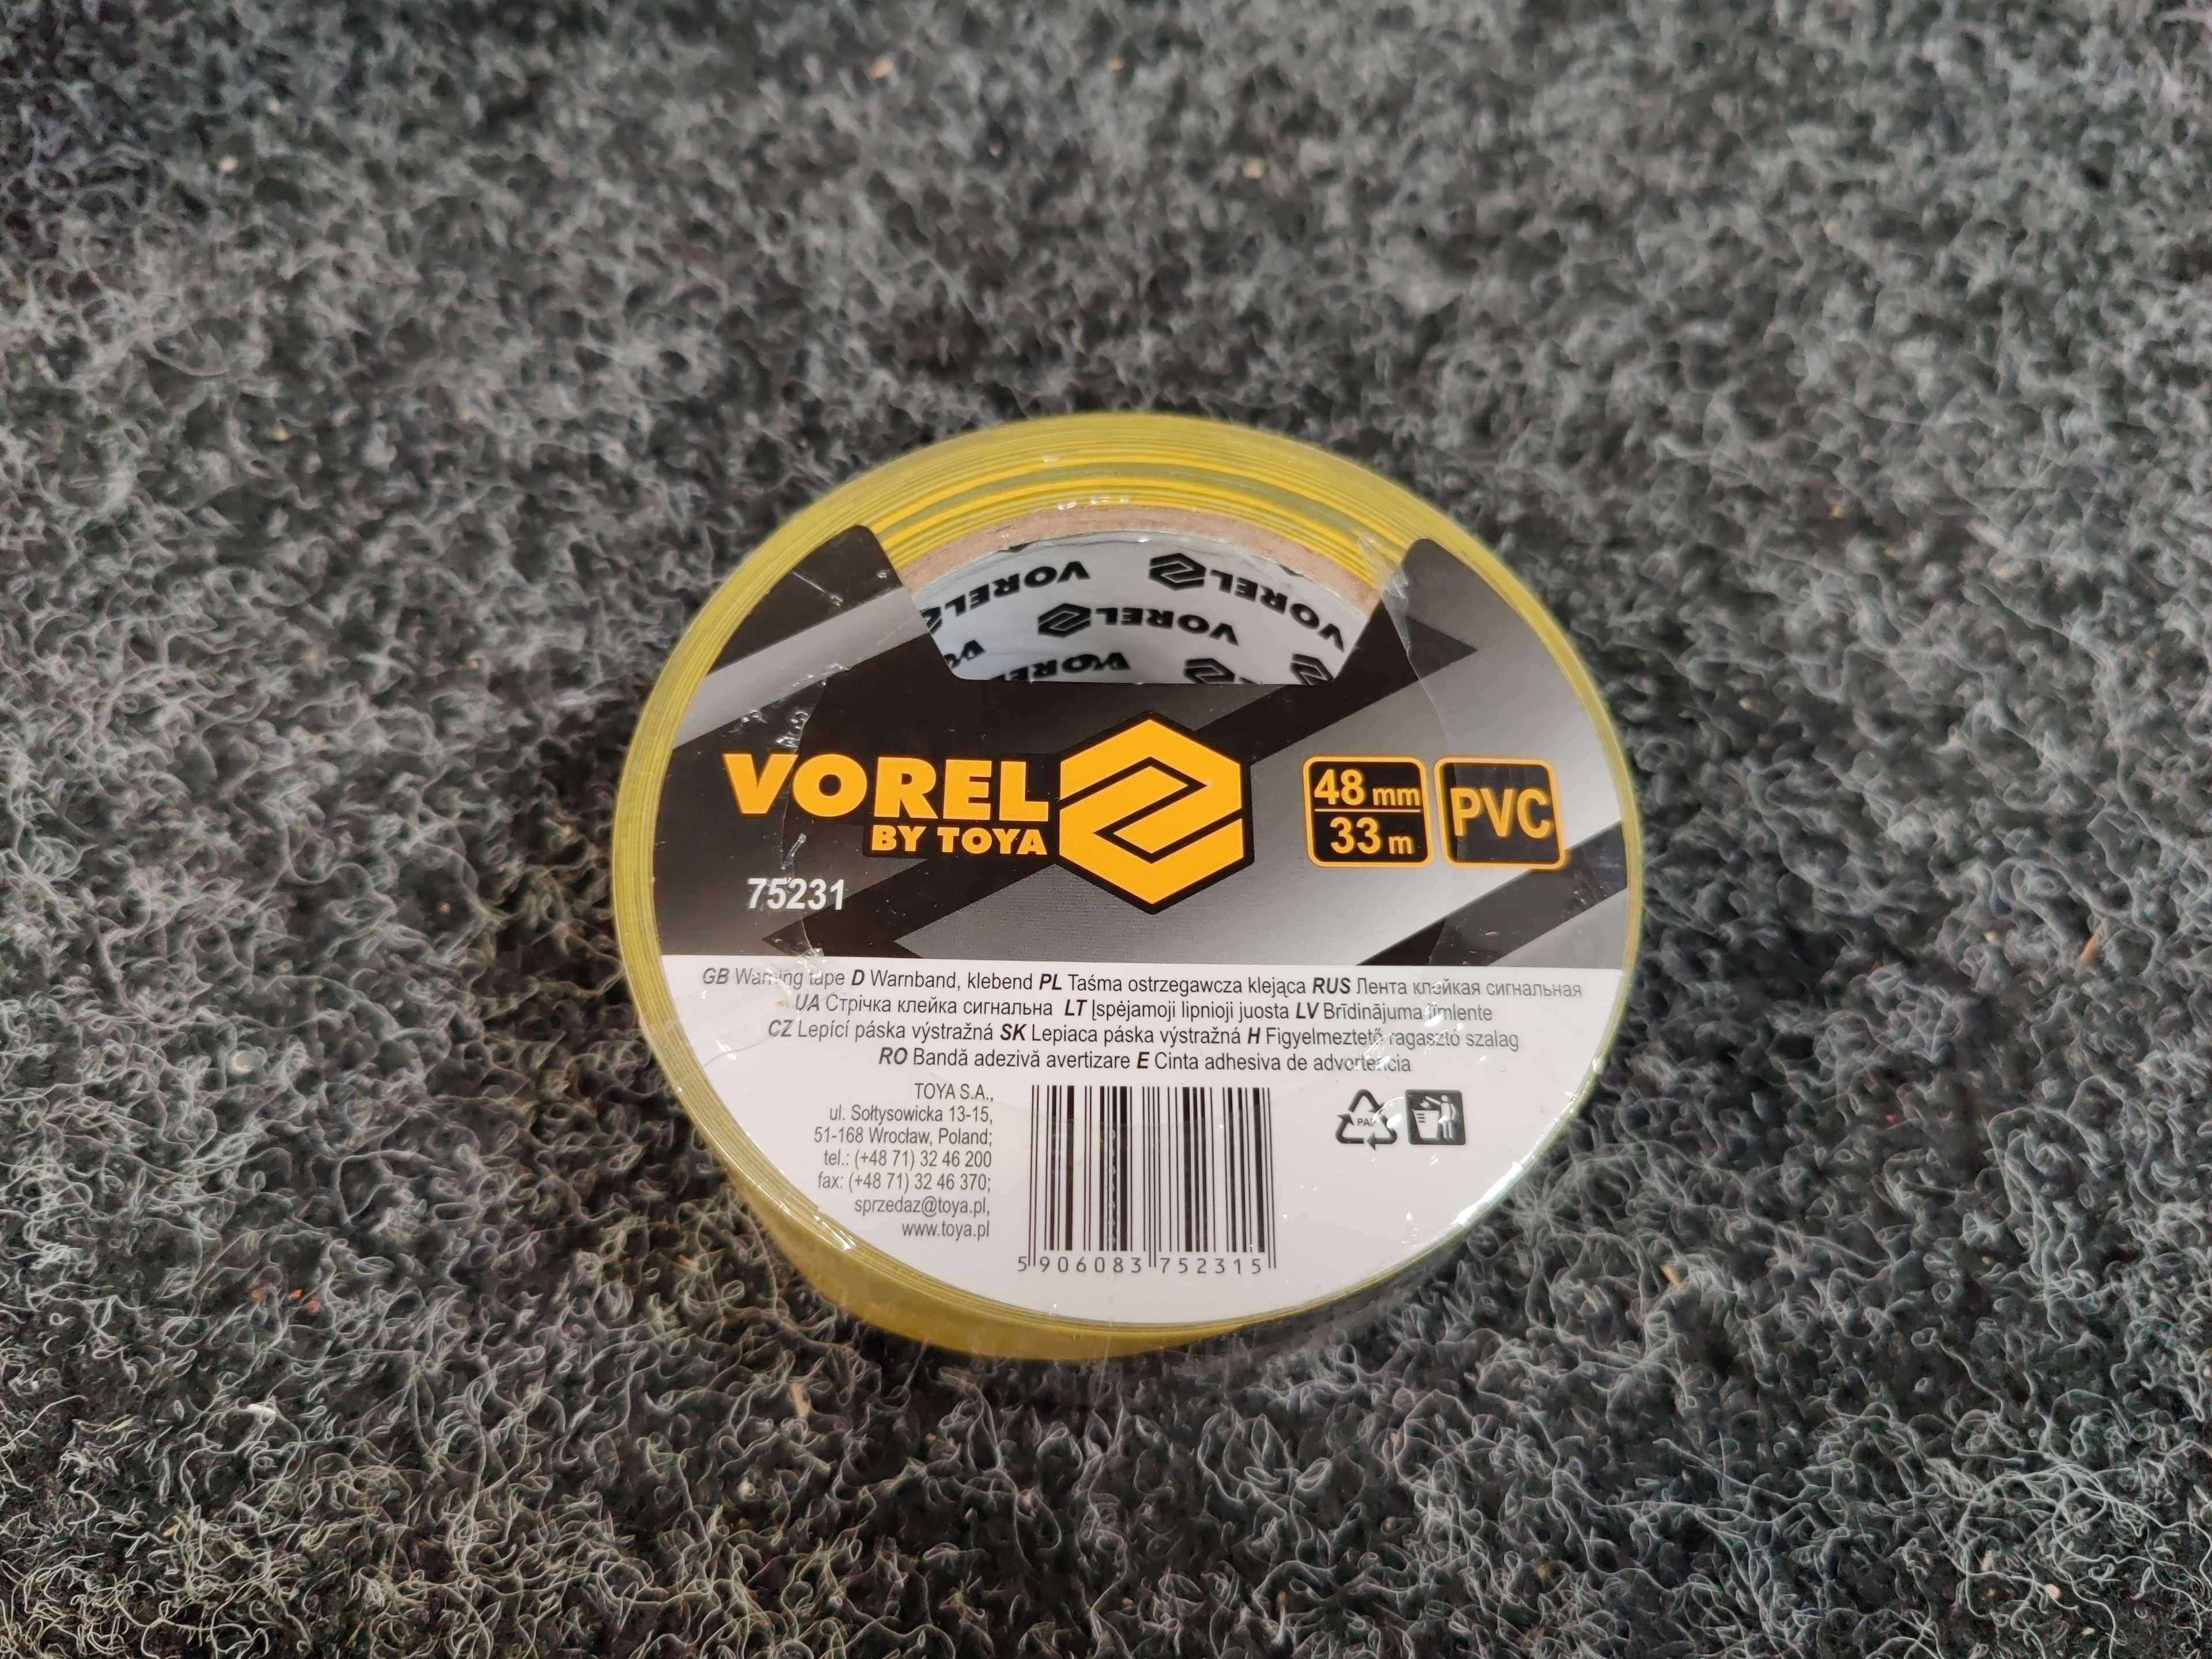 VOREL VOREL
VOREL VOREL
VOREL
VOREL
BY TOYA
48 mm
33 m
PVC
75231
GB Warning tape D Warnband, klebend PL Taśma ostrzegawcza klejąca RUS Лента клейкая сигнальная
UA Стрічка клейка сигнальна LT Įspėjamoji lipnioji juosta LV Brīdinājuma līmlente
CZ Lepící páska výstražná SK Lepiaca páska výstražná H Figyelmeztető ragasztó szalag
RO Bandă adezivă avertizare E Cinta adhesiva de advertencia
TOYA S.A.,
ul. Sołtysowicka 13-15,
51-168 Wrocław, Poland;
tel.: (+48 71) 32 46 200
fax: (+48 71) 32 46 370;
sprzedaz@toya.pl,
www.toya.pl
5 906083 752315